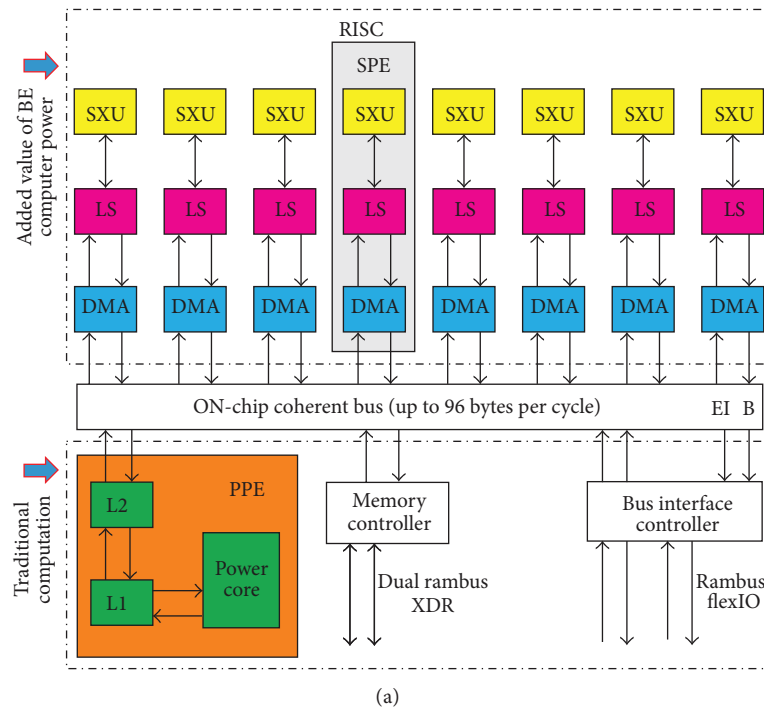 RISC
SPE
Added value of BE
computer power
SXU SXU SXU SXU SXU SXU SXU SXU
LS LS LS LS LS LS LS LS
DMA DMA DMA DMA DMA DMA DMA DMA
ON-chip coherent bus (up to 96 bytes per cycle) EI B
Traditional
computation
PPE
L2
L1
Power
core
Memory
controller
Dual rambus
XDR
Bus interface
controller
Rambus
flexIO
(a)